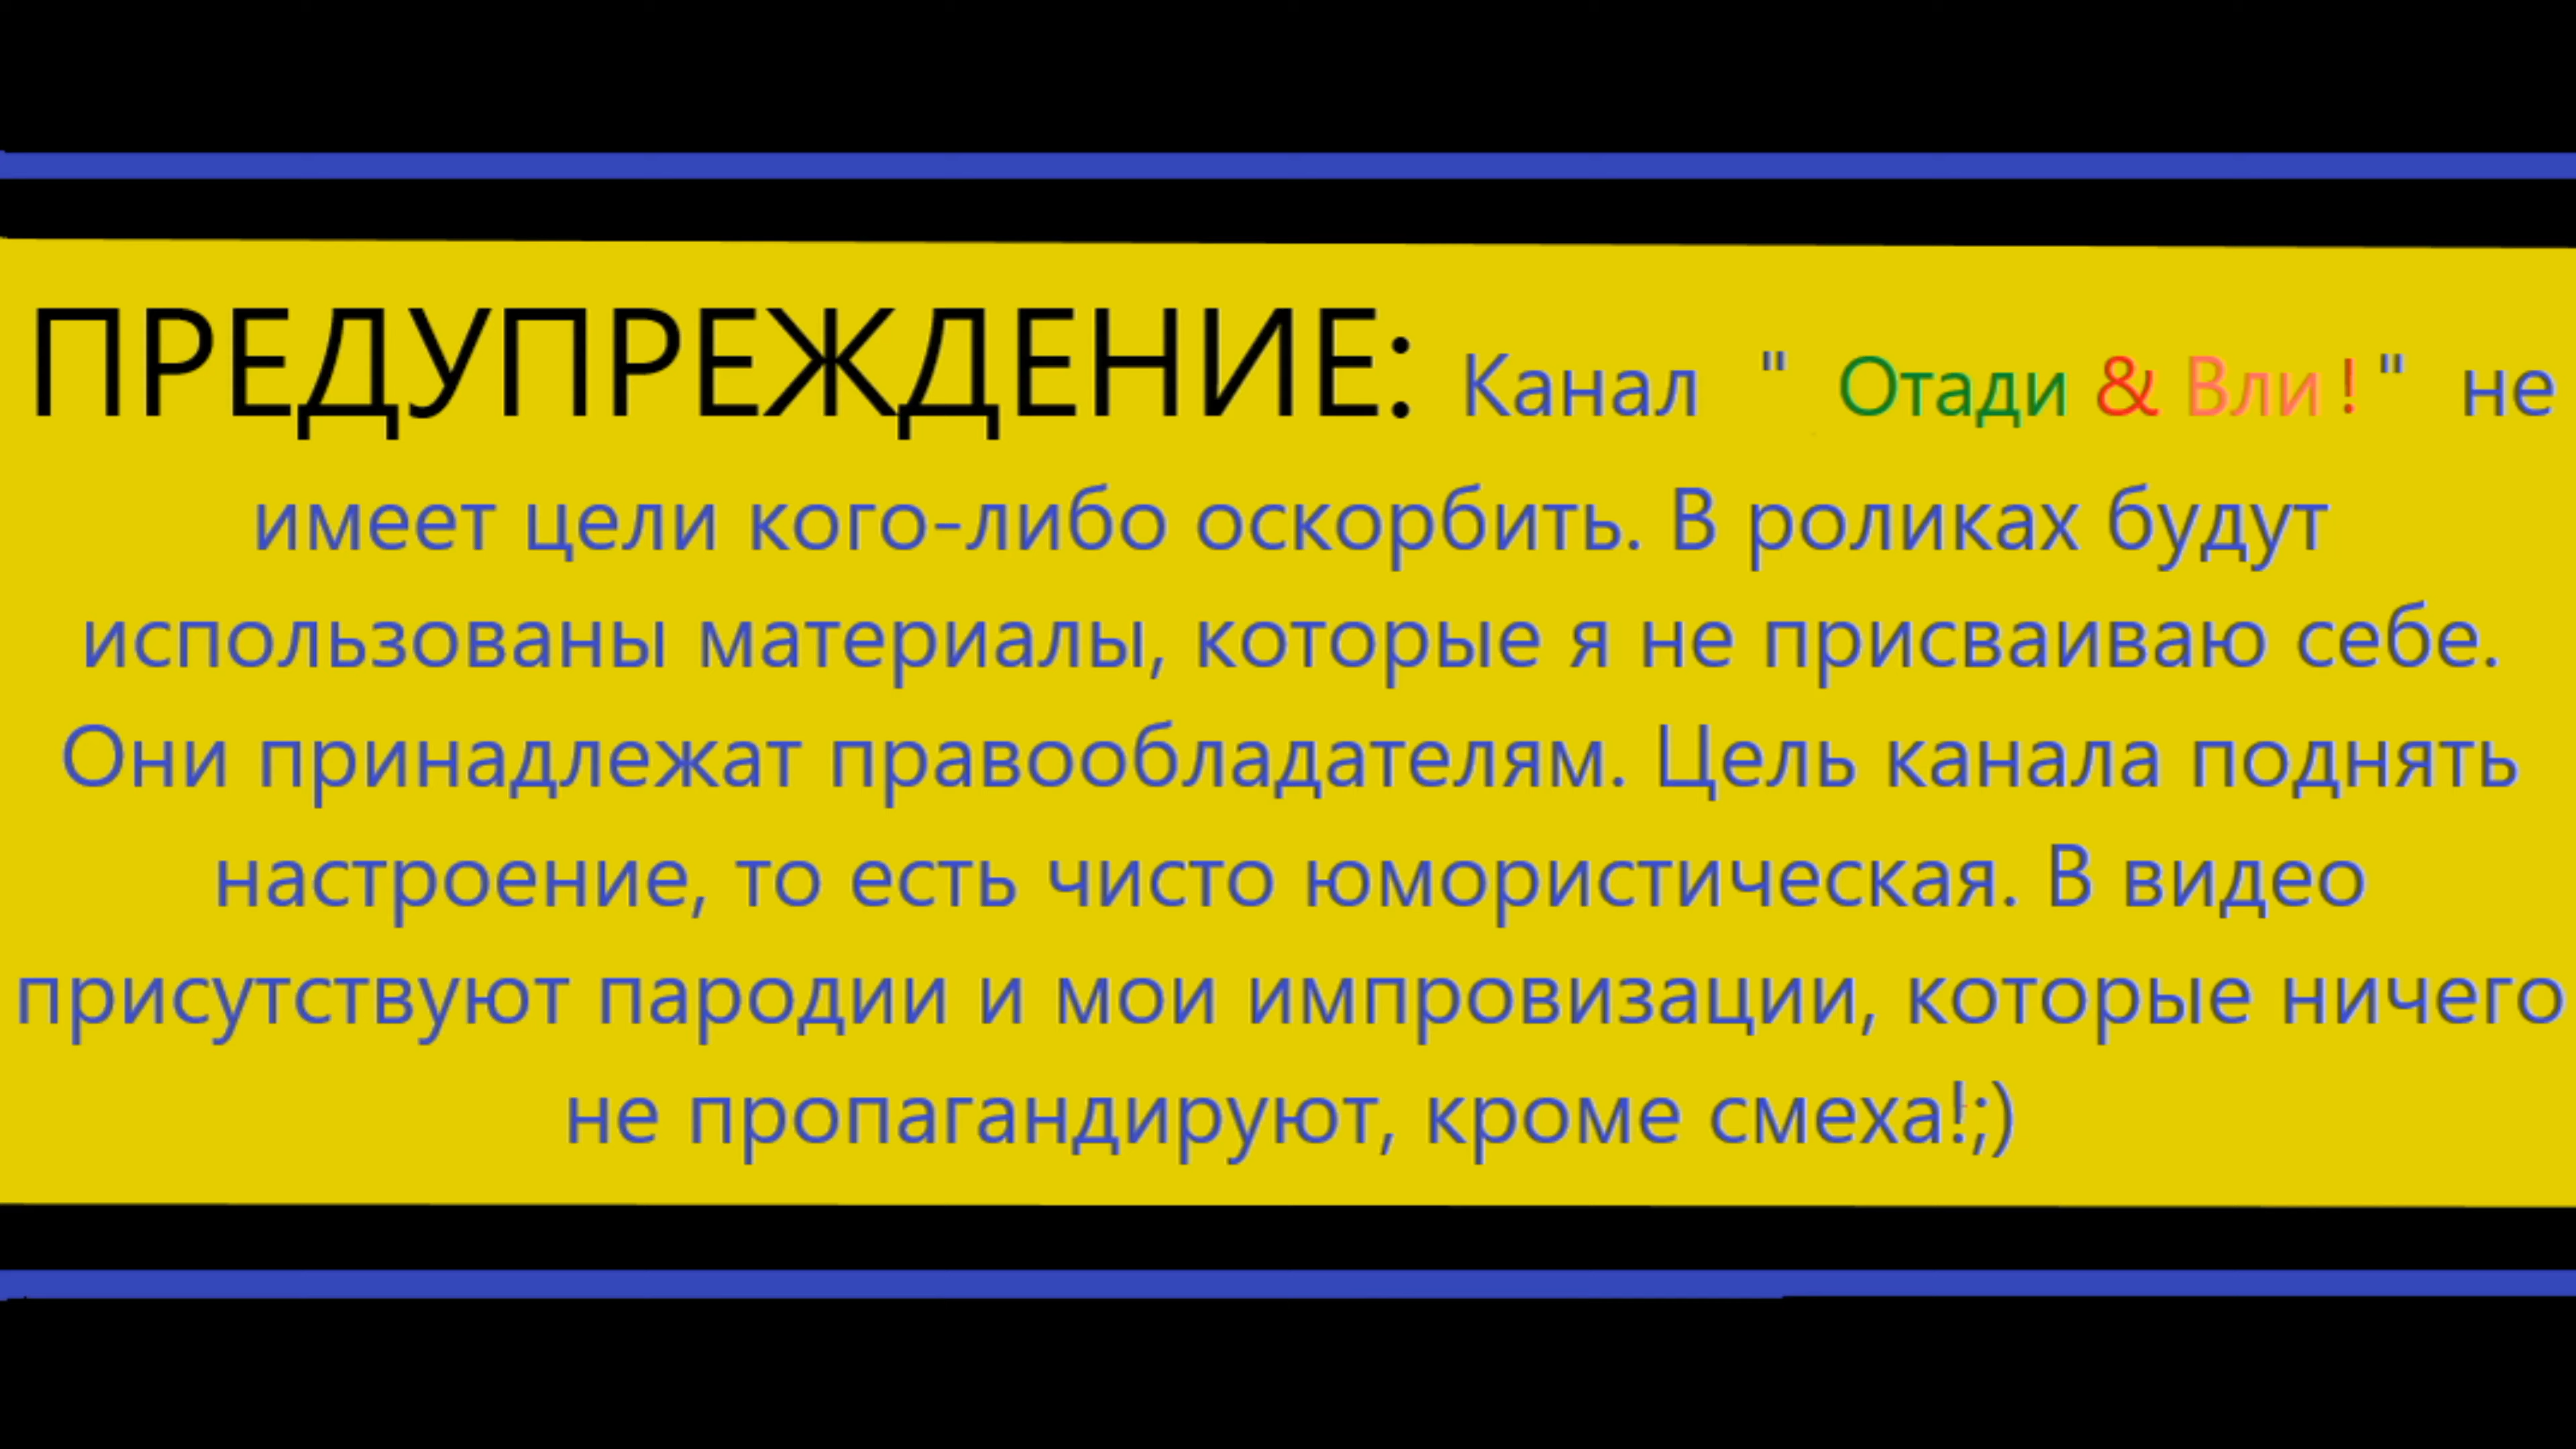 ПРЕДУПРЕЖДЕНИЕ: Канал " Отади & Вли ! " не
имеет цели кого-либо оскорбить. В роликах будут
использованы материалы, которые я не присваиваю себе.
Они принадлежат правообладателям. Цель канала поднять
настроение, то есть чисто юмористическая. В видео
присутствуют пародии и мои импровизации, которые ничего
не пропагандируют, кроме смеха!;)